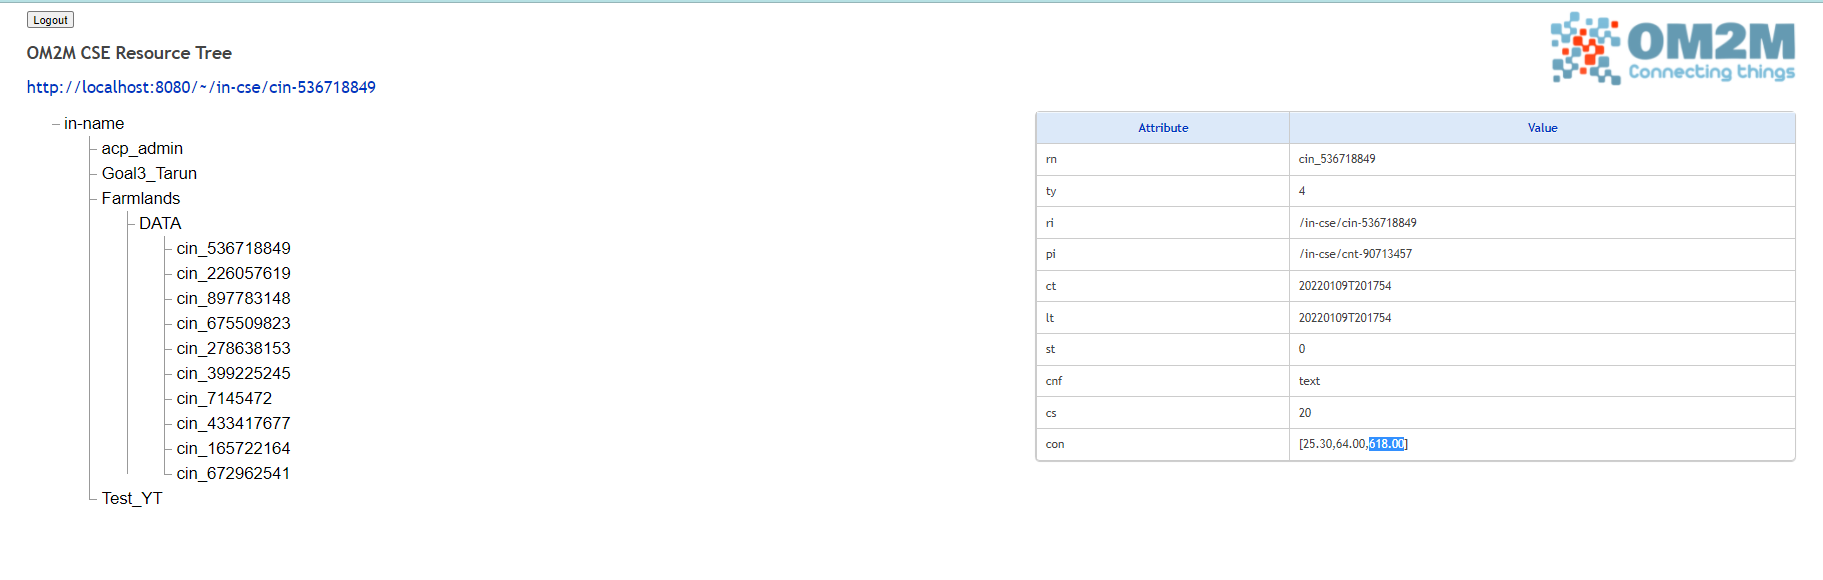 Logout
OM2M CSE Resource Tree
http://localhost:8080/~/in-cse/cin-536718849
OM2M
Connecting things
in-name
acp_admin
Goal3_Tarun
Farmlands
DATA
cin_536718849
cin_226057619
cin_897783148
cin_675509823
cin_278638153
cin_399225245
cin_7145472
cin_433417677
cin_165722164
cin_672962541
Test_YT
Attribute Value
rn cin_536718849
ty 4
ri /in-cse/cin-536718849
pi /in-cse/cnt-90713457
ct 20220109T201754
lt 20220109T201754
st 0
cnf text
cs 20
con [25.30,64.00,618.00]